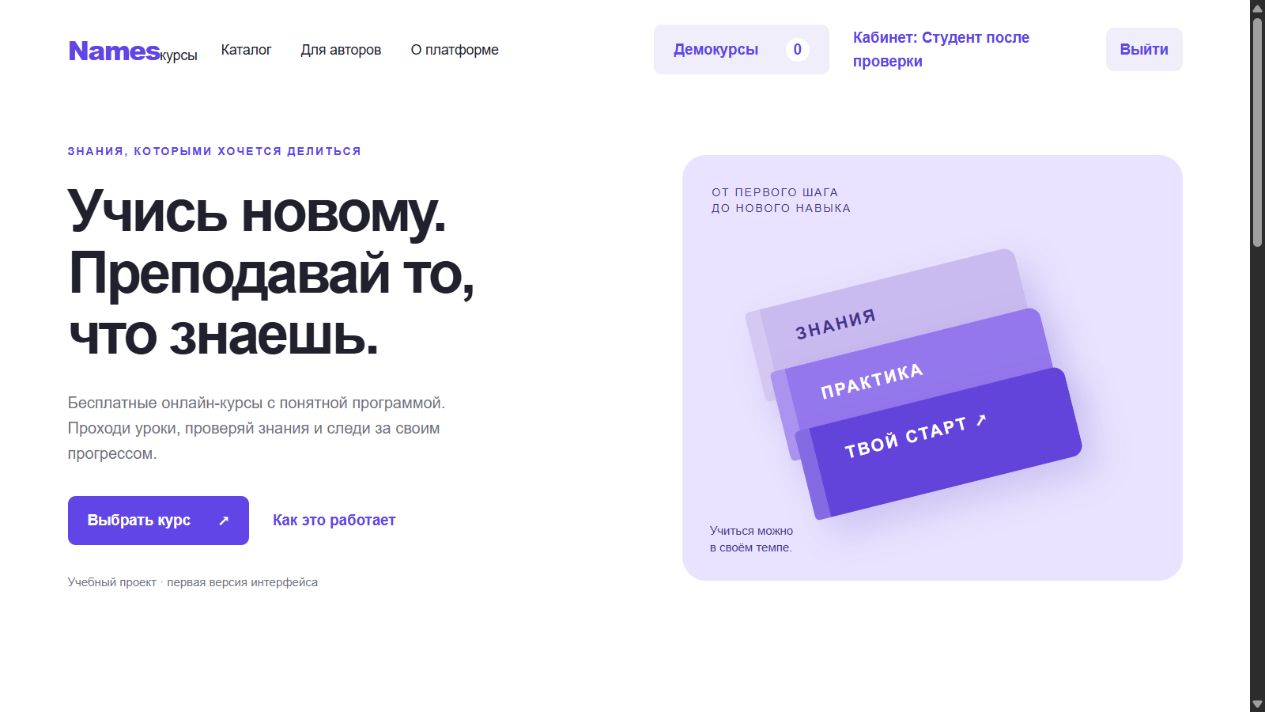 Names курсы Каталог Для авторов О платформе Демокурсы 0 Кабинет: Студент после проверки Выйти
ЗНАНИЯ, КОТОРЫМИ ХОЧЕТСЯ ДЕЛИТЬСЯ
Учись новому.
Преподавай то,
что знаешь.
Бесплатные онлайн-курсы с понятной программой.
Проходи уроки, проверяй знания и следи за своим
прогрессом.
Выбрать курс ↗ Как это работает
Учебный проект · первая версия интерфейса
ОТ ПЕРВОГО ШАГА
ДО НОВОГО НАВЫКА
ЗНАНИЯ
ПРАКТИКА
ТВОЙ СТАРТ ↗
Учиться можно
в своём темпе.